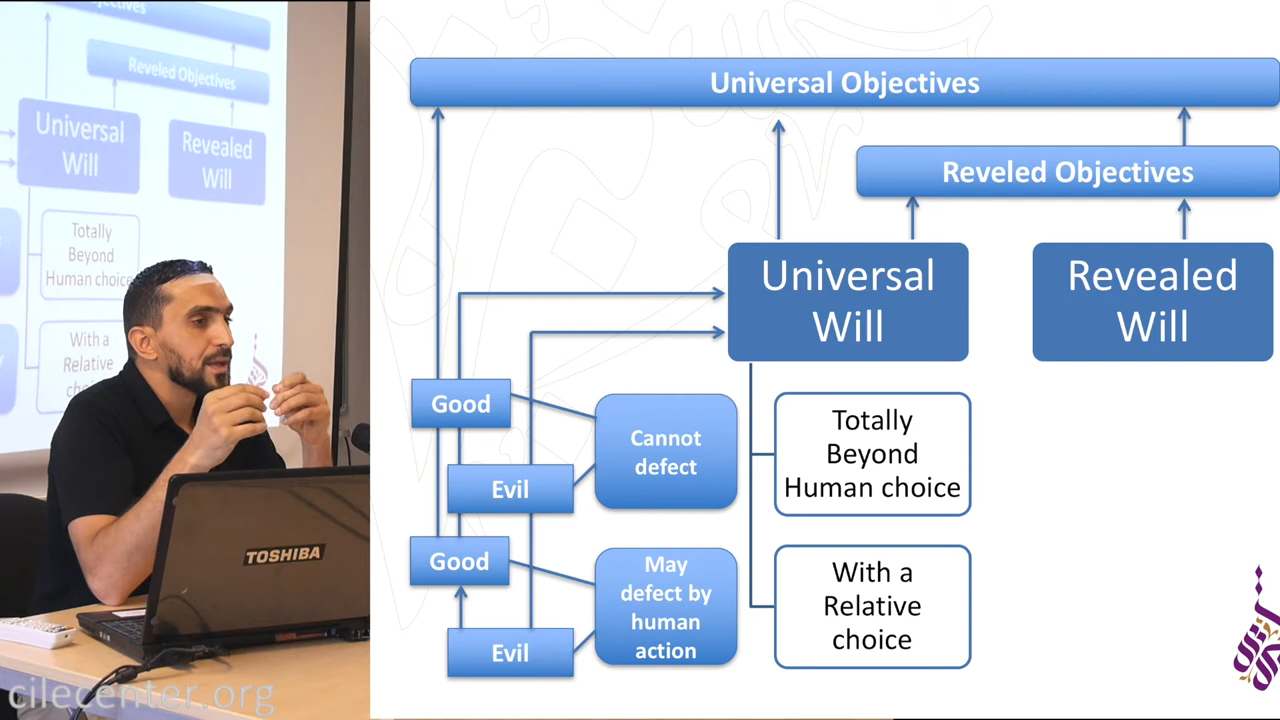 Universal Objectives
Reveled Objectives
Universal
Will
Revealed
Will
Good
Cannot
defect
Totally
Beyond
Human choice
Evil
Good
May
defect by
human
action
With a
Relative
choice
Evil
jectives
Reveled Objectives
Universal
Will
Revealed
Will
Totally
Beyond
Human choice
With a
Relative
TOSHIBA
cilecenter.org